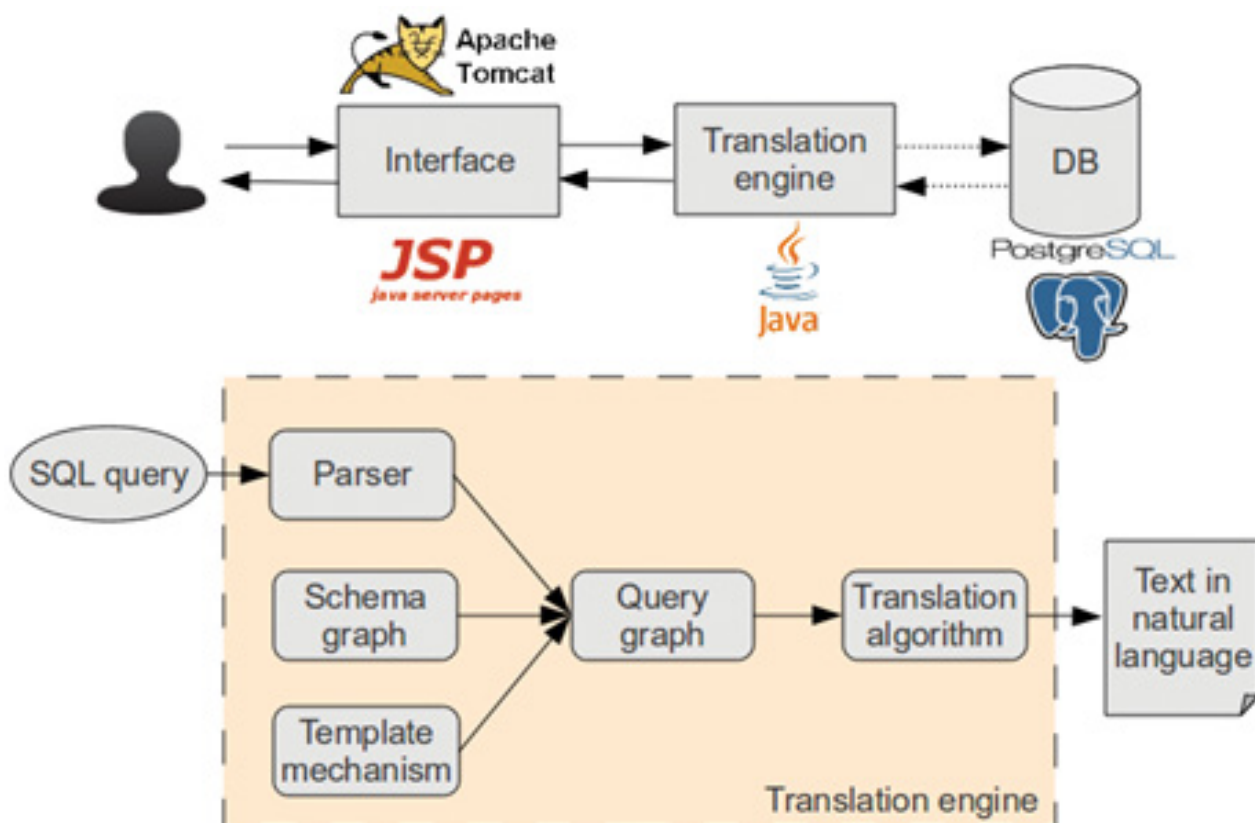 Apache
Tomcat
Interface
Translation
engine
DB
JSP
java server pages
Java
PostgreSQL
SQL query
Parser
Schema
graph
Query
graph
Translation
algorithm
Text in
natural
language
Template
mechanism
Translation engine